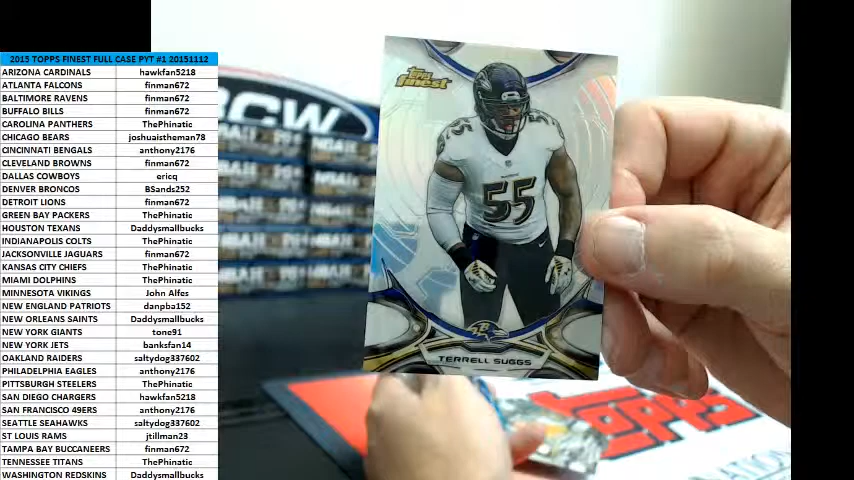 2015 TOPPS FINEST FULL CASE PYT #1 20151112
ARIZONA CARDINALS hawkfan5218
ATLANTA FALCONS finman672
BALTIMORE RAVENS finman672
BUFFALO BILLS finman672
CAROLINA PANTHERS ThePhinatic
CHICAGO BEARS joshuaistheman78
CINCINNATI BENGALS anthony2176
CLEVELAND BROWNS finman672
DALLAS COWBOYS ericq
DENVER BRONCOS BSands252
DETROIT LIONS finman672
GREEN BAY PACKERS ThePhinatic
HOUSTON TEXANS Daddysmallbucks
INDIANAPOLIS COLTS ThePhinatic
JACKSONVILLE JAGUARS finman672
KANSAS CITY CHIEFS ThePhinatic
MIAMI DOLPHINS ThePhinatic
MINNESOTA VIKINGS John Alfes
NEW ENGLAND PATRIOTS danpba152
NEW ORLEANS SAINTS Daddysmallbucks
NEW YORK GIANTS tone91
NEW YORK JETS banksfan14
OAKLAND RAIDERS saltydog337602
PHILADELPHIA EAGLES anthony2176
PITTSBURGH STEELERS ThePhinatic
SAN DIEGO CHARGERS hawkfan5218
SAN FRANCISCO 49ERS anthony2176
SEATTLE SEAHAWKS saltydog337602
ST LOUIS RAMS jtillman23
TAMPA BAY BUCCANEERS finman672
TENNESSEE TITANS ThePhinatic
WASHINGTON REDSKINS Daddysmallbucks
Topps
finest
55
55
TERRELL SUGGS
BCW
Topps